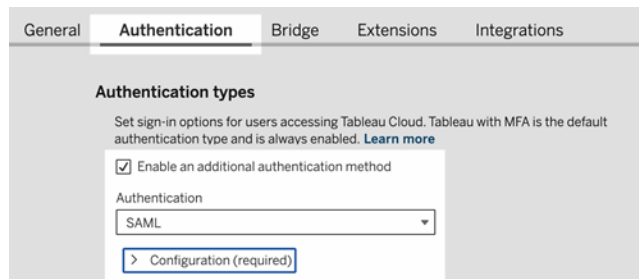 General Authentication Bridge Extensions Integrations
Authentication types
Set sign-in options for users accessing Tableau Cloud. Tableau with MFA is the default
authentication type and is always enabled. Learn more
Enable an additional authentication method
Authentication
SAML
Configuration (required)